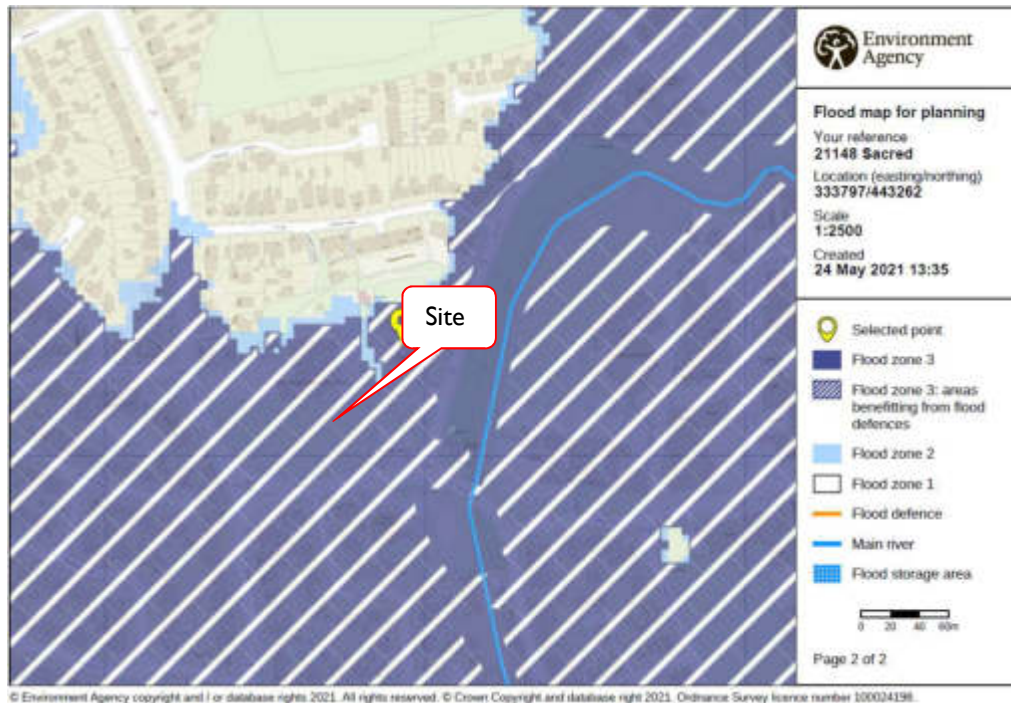 Site
Environment
Agency
Flood map for planning
Your reference
21148 Sacred
Location (easting/northing)
333797/443262
Scale
1:2500
Created
24 May 2021 13:35
Selected point
Flood zone 3
Flood zone 3: areas
benefitting from flood
defences
Flood zone 2
Flood zone 1
Flood defence
Main river
Flood storage area
0 20 40 60m
Page 2 of 2
© Environment Agency copyright and / or database rights 2021. All rights reserved. © Crown Copyright and database right 2021. Ordnance Survey licence number 100024198.